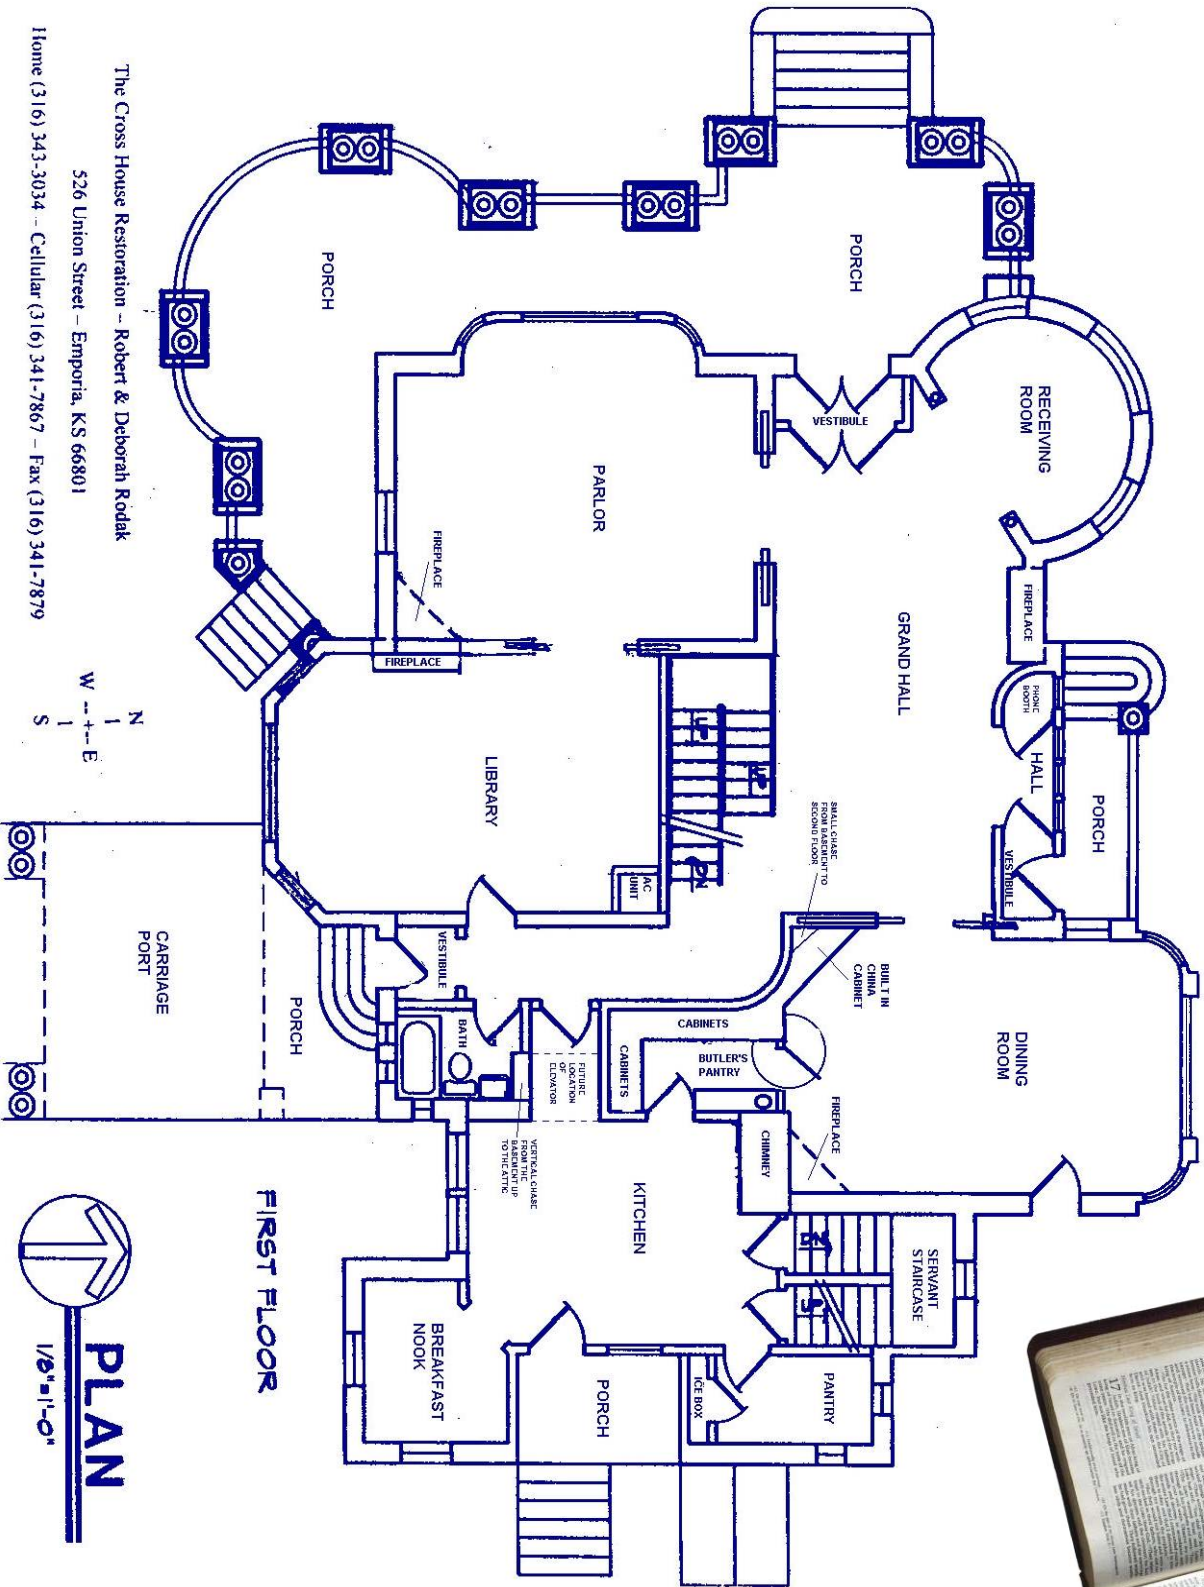 The Cross House Restoration – Robert & Deborah Rodak
526 Union Street – Emporia, KS 66801
Home (316) 343-3034 – Cellular (316) 341-7867 – Fax (316) 341-7879
N
W --+-- E
S
PORCH
PORCH
RECEIVING
ROOM
VESTIBULE
PARLOR
FIREPLACE
FIREPLACE
FIREPLACE
GRAND HALL
PHONE
BOOTH
HALL
PORCH
VESTIBULE
UP
UP
DN
LIBRARY
AC
UNIT
SMALL CHASE
FROM BASEMENT TO
SECOND FLOOR
BUILT IN
CHINA
CABINET
DINING
ROOM
CARRIAGE
PORT
PORCH
VESTIBULE
BATH
FUTURE
LOCATION
OF
ELEVATOR
CABINETS
CABINETS
BUTLER'S
PANTRY
FIREPLACE
CHIMNEY
VERTICAL CHASE
FROM THE
BASEMENT UP
TO THE ATTIC
KITCHEN
SERVANT
STAIRCASE
BREAKFAST
NOOK
PORCH
ICE BOX
PANTRY
FIRST FLOOR
PLAN
1/8"=1'-0"
17